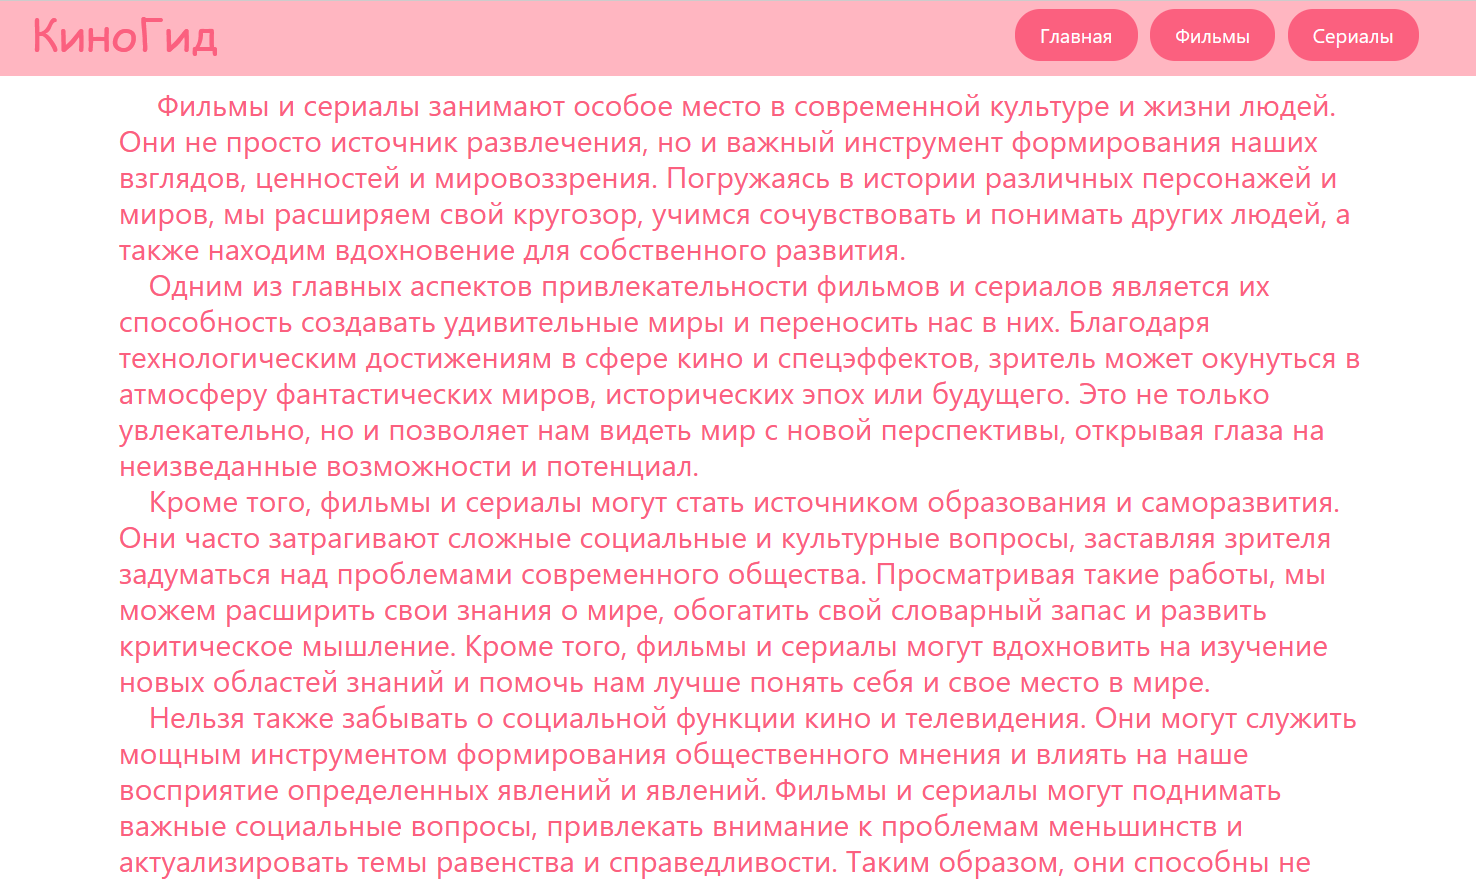 КиноГид
Главная
Фильмы
Сериалы
Фильмы и сериалы занимают особое место в современной культуре и жизни людей.
Они не просто источник развлечения, но и важный инструмент формирования наших
взглядов, ценностей и мировоззрения. Погружаясь в истории различных персонажей и
миров, мы расширяем свой кругозор, учимся сочувствовать и понимать других людей, а
также находим вдохновение для собственного развития.
Одним из главных аспектов привлекательности фильмов и сериалов является их
способность создавать удивительные миры и переносить нас в них. Благодаря
технологическим достижениям в сфере кино и спецэффектов, зритель может окунуться в
атмосферу фантастических миров, исторических эпох или будущего. Это не только
увлекательно, но и позволяет нам видеть мир с новой перспективы, открывая глаза на
неизведанные возможности и потенциал.
Кроме того, фильмы и сериалы могут стать источником образования и саморазвития.
Они часто затрагивают сложные социальные и культурные вопросы, заставляя зрителя
задуматься над проблемами современного общества. Просматривая такие работы, мы
можем расширить свои знания о мире, обогатить свой словарный запас и развить
критическое мышление. Кроме того, фильмы и сериалы могут вдохновить на изучение
новых областей знаний и помочь нам лучше понять себя и свое место в мире.
Нельзя также забывать о социальной функции кино и телевидения. Они могут служить
мощным инструментом формирования общественного мнения и влиять на наше
восприятие определенных явлений и явлений. Фильмы и сериалы могут поднимать
важные социальные вопросы, привлекать внимание к проблемам меньшинств и
актуализировать темы равенства и справедливости. Таким образом, они способны не